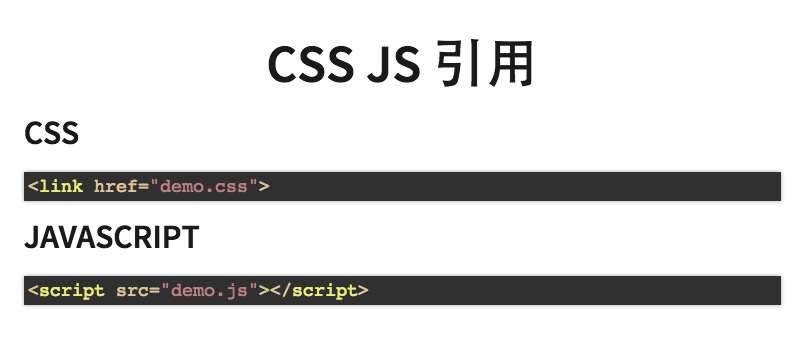 CSS JS 引用
CSS
<link href="demo.css">
JAVASCRIPT
<script src="demo.js"></script>